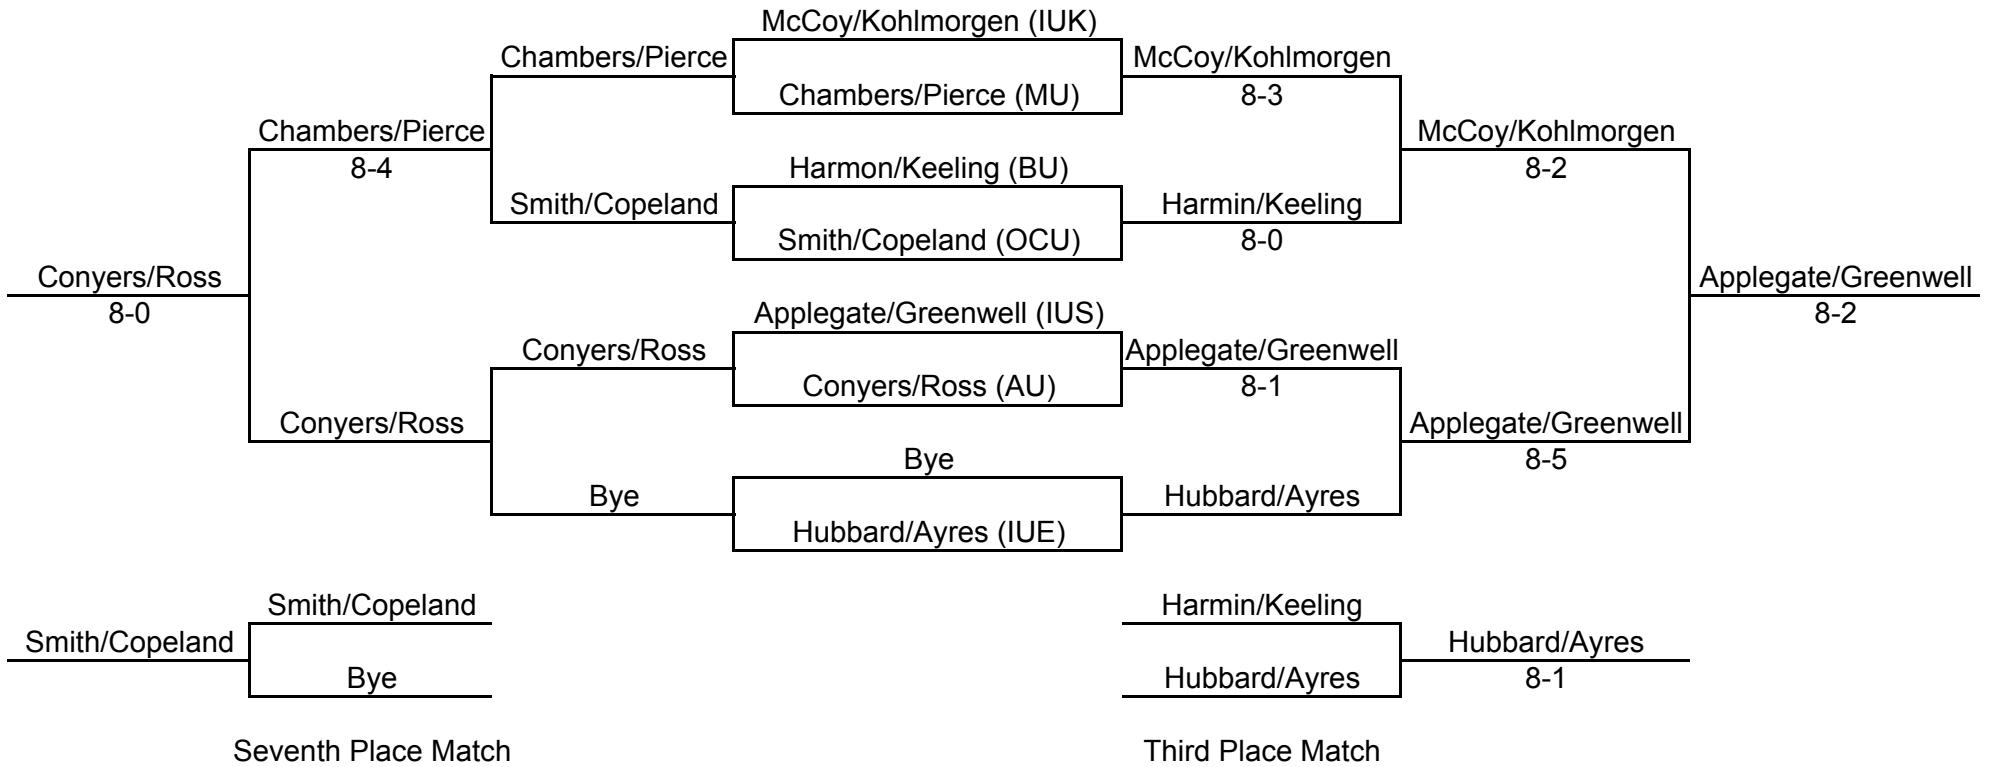 McCoy/Kohlmorgen (IUK)
Chambers/Pierce
McCoy/Kohlmorgen
Chambers/Pierce (MU)
8-3
Chambers/Pierce
McCoy/Kohlmorgen
8-4
Harmon/Keeling (BU)
8-2
Smith/Copeland
Harmin/Keeling
Smith/Copeland (OCU)
8-0
Conyers/Ross
Applegate/Greenwell
8-0
Applegate/Greenwell (IUS)
8-2
Conyers/Ross
Applegate/Greenwell
Conyers/Ross (AU)
8-1
Conyers/Ross
Applegate/Greenwell
Bye
8-5
Bye
Hubbard/Ayres
Hubbard/Ayres (IUE)
Smith/Copeland
Harmin/Keeling
Smith/Copeland
Hubbard/Ayres
Bye
Hubbard/Ayres
8-1
Seventh Place Match
Third Place Match